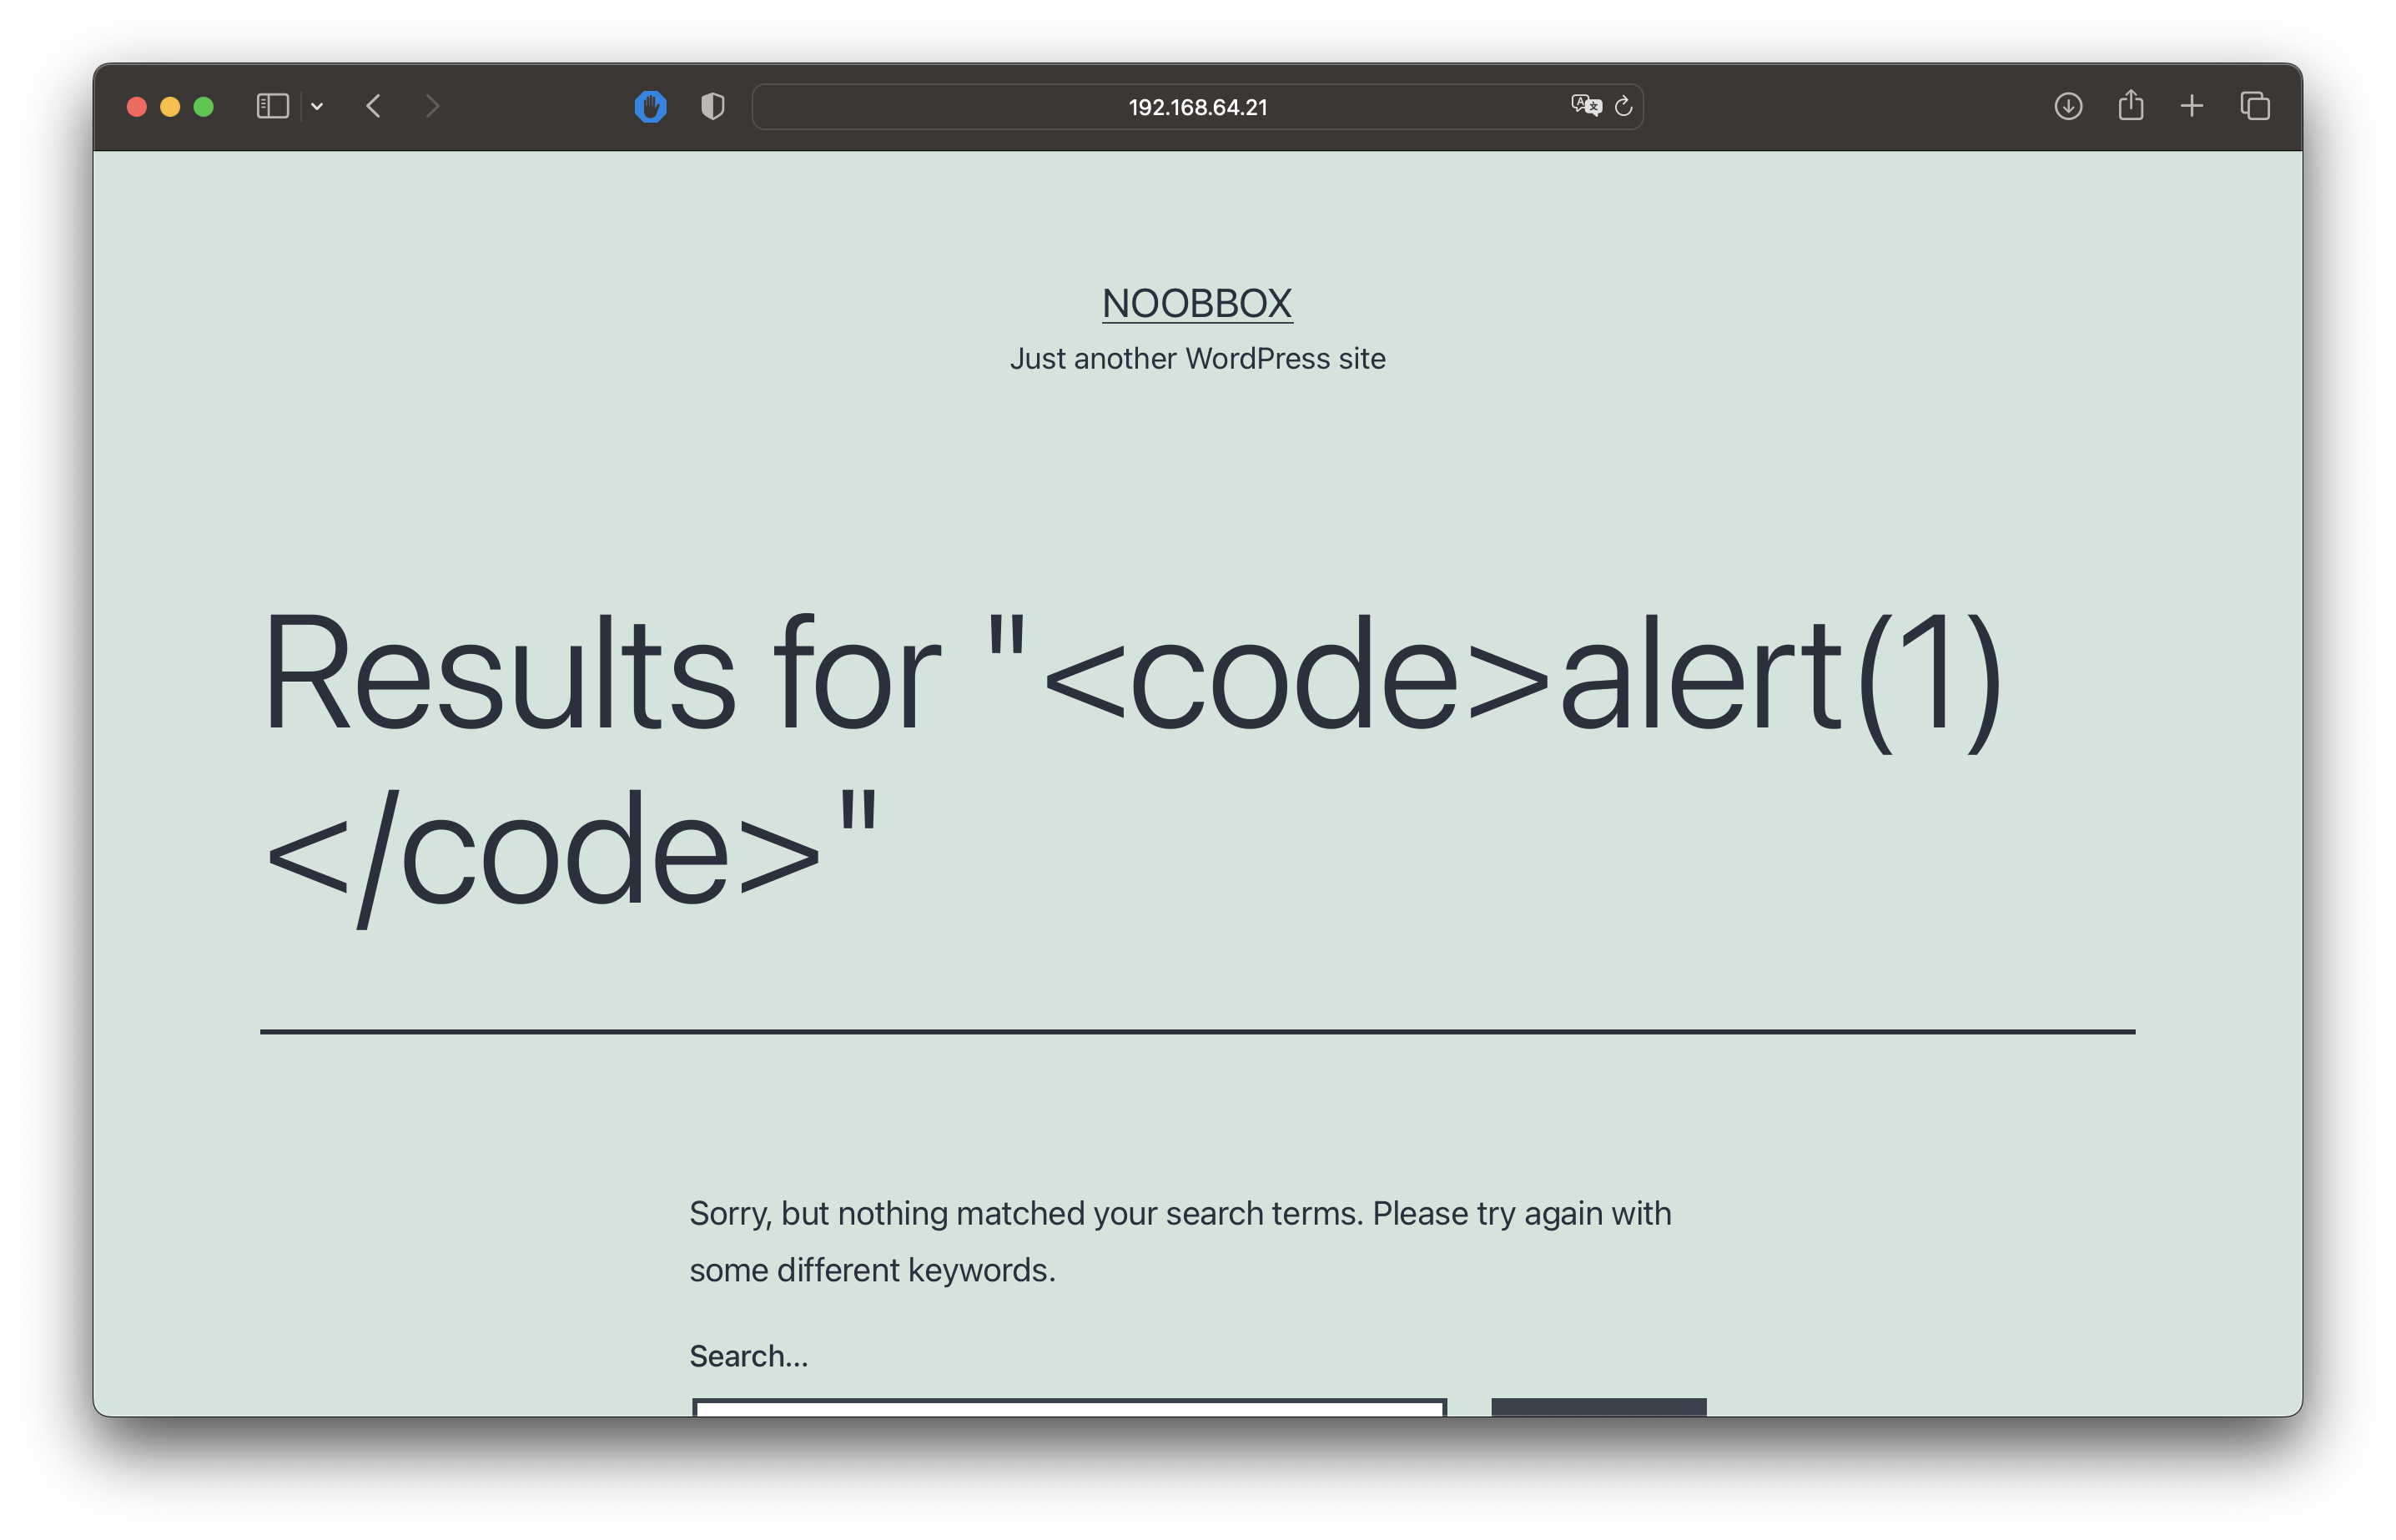 192.168.64.21
NOOBBOX
Just another WordPress site
Results for "<code>alert(1)
</code>"
Sorry, but nothing matched your search terms. Please try again with
some different keywords.
Search...